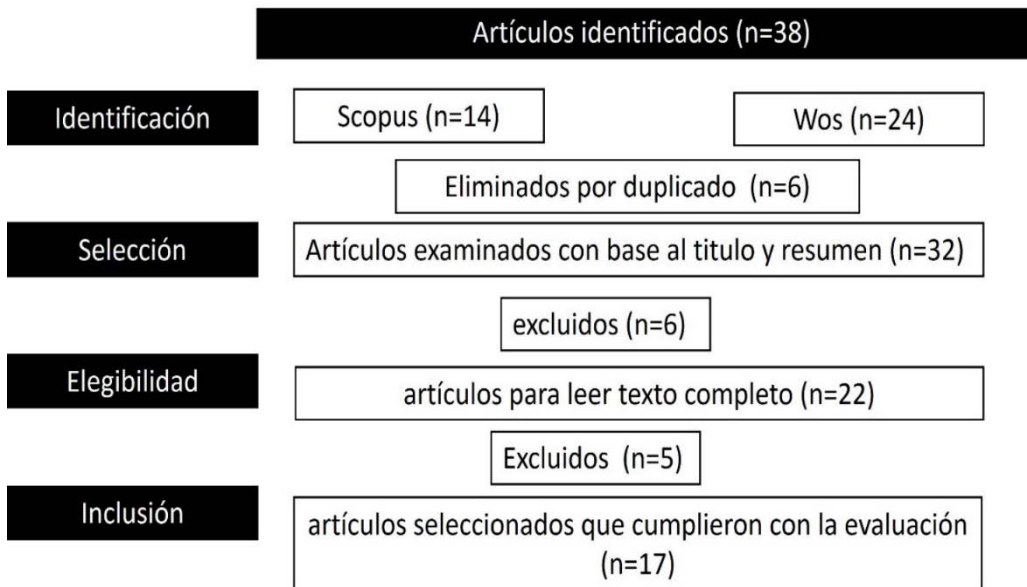 Artículos identificados (n=38)
Identificación
Scopus (n=14)
Wos (n=24)
Eliminados por duplicado (n=6)
Selección
Artículos examinados con base al titulo y resumen (n=32)
excluidos (n=6)
Elegibilidad
artículos para leer texto completo (n=22)
Excluidos (n=5)
Inclusión
artículos seleccionados que cumplieron con la evaluación
(n=17)